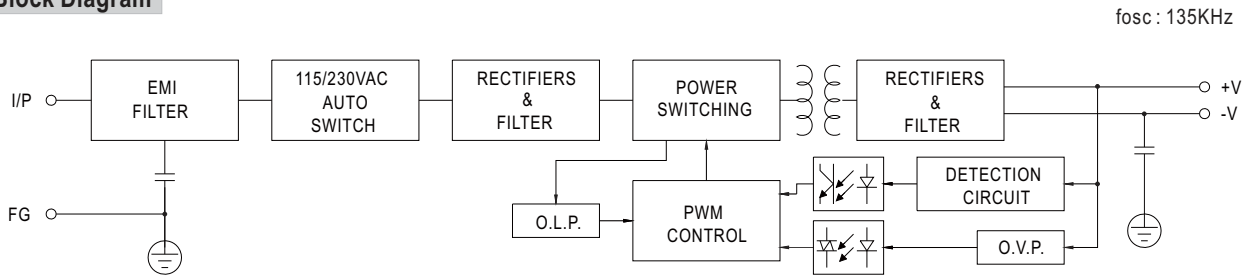 Block Diagram
fosc : 135KHz
I/P
EMI
FILTER
115/230VAC
AUTO
SWITCH
RECTIFIERS
&
FILTER
POWER
SWITCHING
RECTIFIERS
&
FILTER
+V
-V
FG
O.L.P.
PWM
CONTROL
DETECTION
CIRCUIT
O.V.P.